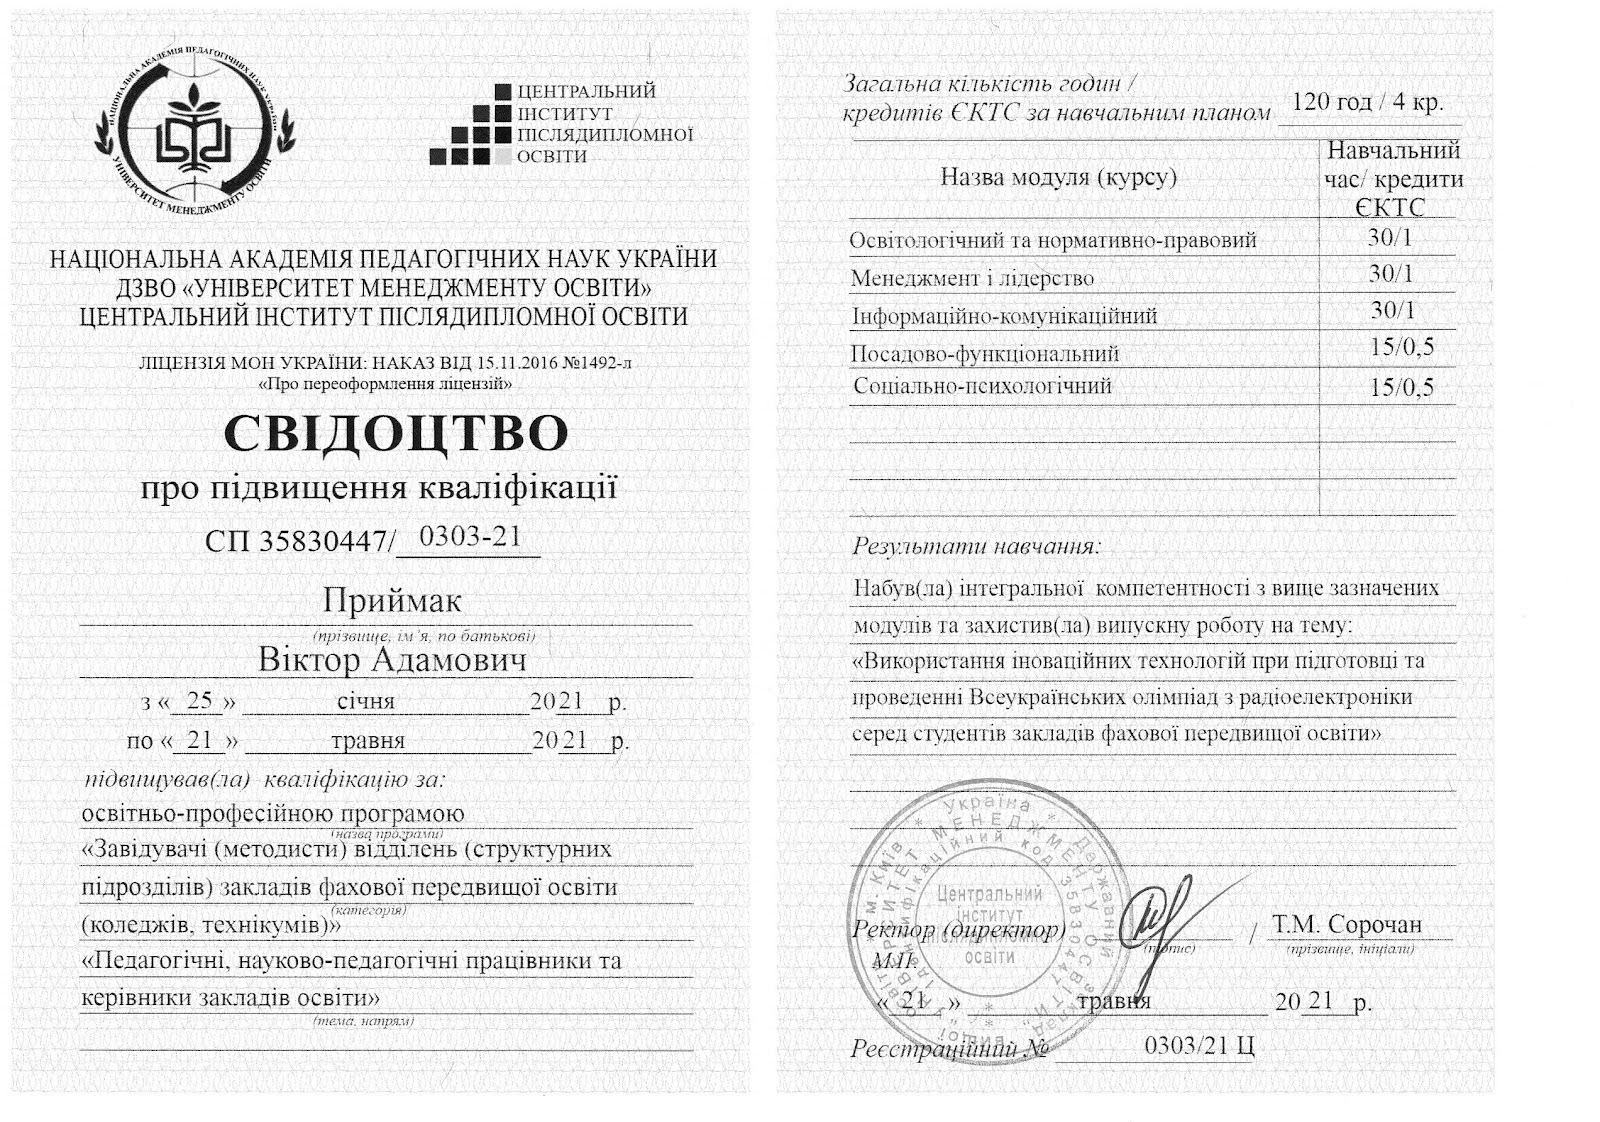 НАЦІОНАЛЬНА АКАДЕМІЯ ПЕДАГОГІЧНИХ НАУК УКРАЇНИ
УНІВЕРСИТЕТ МЕНЕДЖМЕНТУ ОСВІТИ
ЦЕНТРАЛЬНИЙ
ІНСТИТУТ
ПІСЛЯДИПЛОМНОЇ
ОСВІТИ
НАЦІОНАЛЬНА АКАДЕМІЯ ПЕДАГОГІЧНИХ НАУК УКРАЇНИ
ДЗВО «УНІВЕРСИТЕТ МЕНЕДЖМЕНТУ ОСВІТИ»
ЦЕНТРАЛЬНИЙ ІНСТИТУТ ПІСЛЯДИПЛОМНОЇ ОСВІТИ
ЛІЦЕНЗІЯ МОН УКРАЇНИ: НАКАЗ ВІД 15.11.2016 №1492-л
«Про переоформлення ліцензій»
СВІДОЦТВО
про підвищення кваліфікації
СП 35830447/ 0303-21
Приймак
(прізвище, ім'я, по батькові)
Віктор Адамович
з « 25 » січня 2021 р.
по « 21 » травня 2021 р.
підвищував(ла) кваліфікацію за:
освітньо-професійною програмою
(назва програми)
«Завідувачі (методисти) відділень (структурних
підрозділів) закладів фахової передвищої освіти
(категорія)
(коледжів, технікумів)»
«Педагогічні, науково-педагогічні працівники та
керівники закладів освіти»
(тема, напрям)
Загальна кількість годин /
кредитів ЄКТС за навчальним планом 120 год / 4 кр.
Назва модуля (курсу)
Навчальний
час/ кредити
ЄКТС
Освітологічний та нормативно-правовий 30/1
Менеджмент і лідерство 30/1
Інформаційно-комунікаційний 30/1
Посадово-функціональний 15/0,5
Соціально-психологічний 15/0,5
Результати навчання:
Набув(ла) інтегральної компетентності з вище зазначених
модулів та захистив(ла) випускну роботу на тему:
«Використання іноваційних технологій при підготовці та
проведенні Всеукраїнських олімпіад з радіоелектроніки
серед студентів закладів фахової передвищої освіти»
* Україна * Державний заклад вищої освіти * м. Київ
УНІВЕРСИТЕТ МЕНЕДЖМЕНТУ ОСВІТИ
Ідентифікаційний код 35830447
Центральний
інститут
післядипломної
освіти
Ректор (директор) / Т.М. Сорочан
(підпис) (прізвище, ініціали)
М.П.
« 21 » травня 20 21 р.
Реєстраційний № 0303/21 Ц